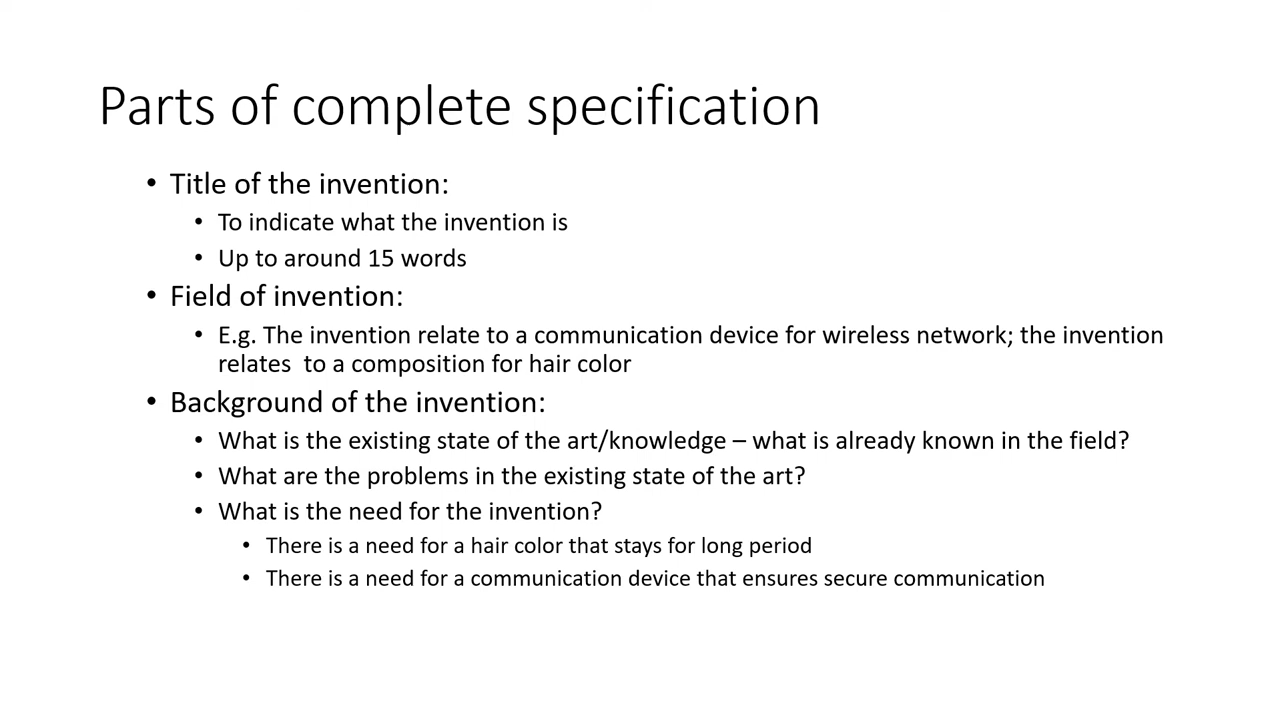 Parts of complete specification
• Title of the invention:
• To indicate what the invention is
• Up to around 15 words
• Field of invention:
• E.g. The invention relate to a communication device for wireless network; the invention
relates  to a composition for hair color
• Background of the invention:
• What is the existing state of the art/knowledge – what is already known in the field?
• What are the problems in the existing state of the art?
• What is the need for the invention?
• There is a need for a hair color that stays for long period
• There is a need for a communication device that ensures secure communication